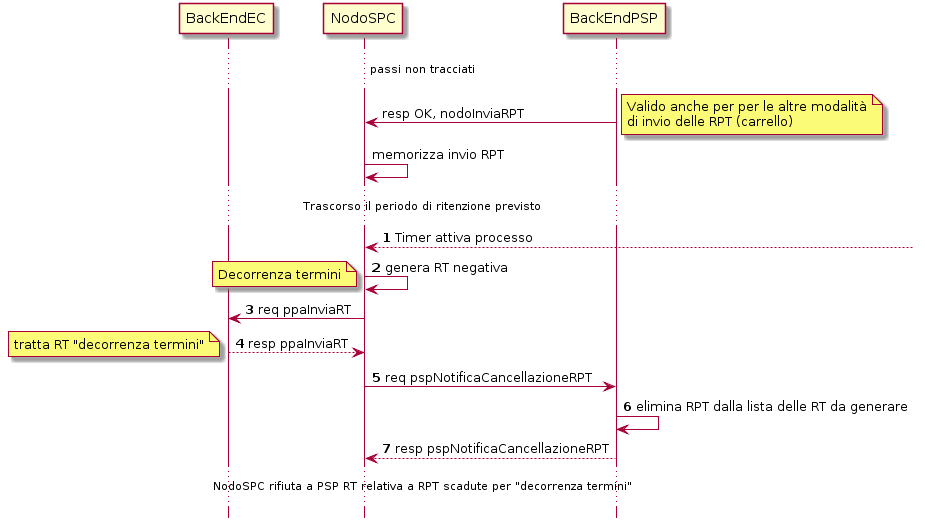 BackEndEC
NodoSPC
BackEndPSP
passi non tracciati
resp OK, nodoInviaRPT
Valido anche per per le altre modalità
di invio delle RPT (carrello)
memorizza invio RPT
Trascorso il periodo di ritenzione previsto
1 Timer attiva processo
Decorrenza termini
2 genera RT negativa
3 req ppaInviaRT
tratta RT "decorrenza termini"
4 resp ppaInviaRT
5 req pspNotificaCancellazioneRPT
6 elimina RPT dalla lista delle RT da generare
7 resp pspNotificaCancellazioneRPT
NodoSPC rifiuta a PSP RT relativa a RPT scadute per "decorrenza termini"